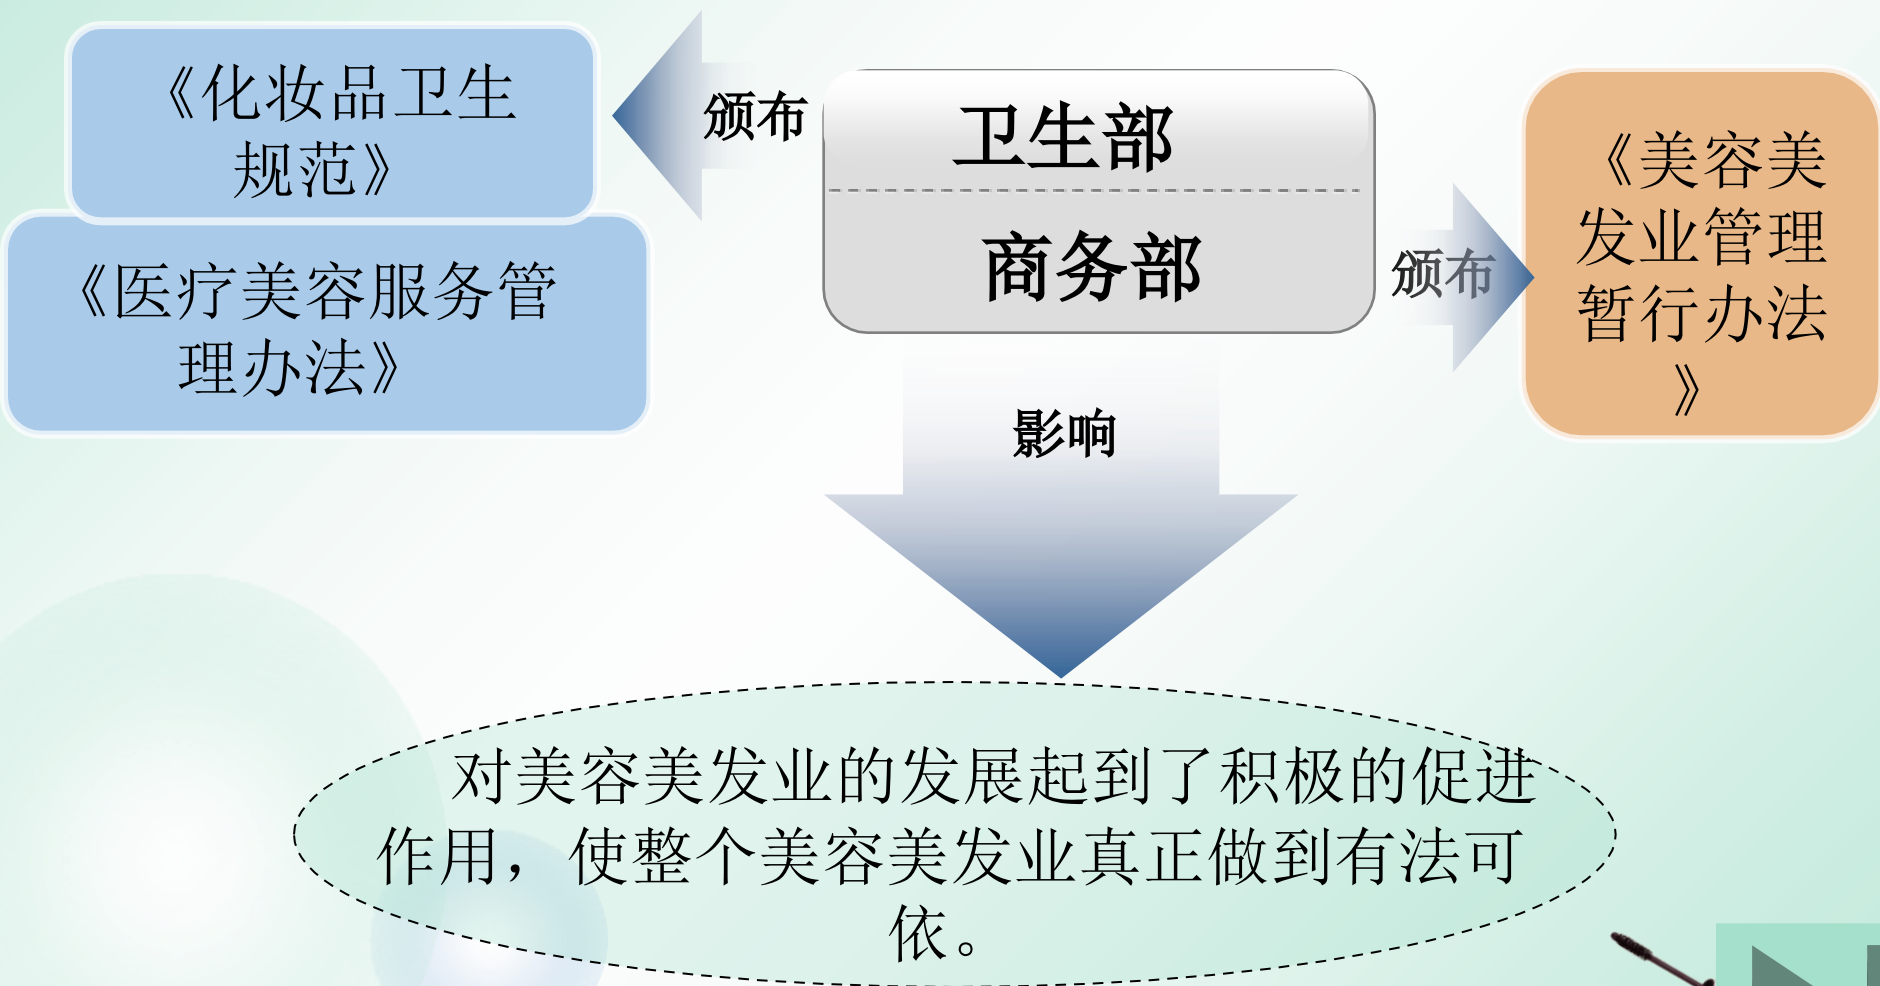 《化妆品卫生
规范》
《医疗美容服务管
理办法》
颁布
卫生部
商务部
颁布
《美容美
发业管理
暂行办法
》
影响
对美容美发业的发展起到了积极的促进
作用，使整个美容美发业真正做到有法可
依。